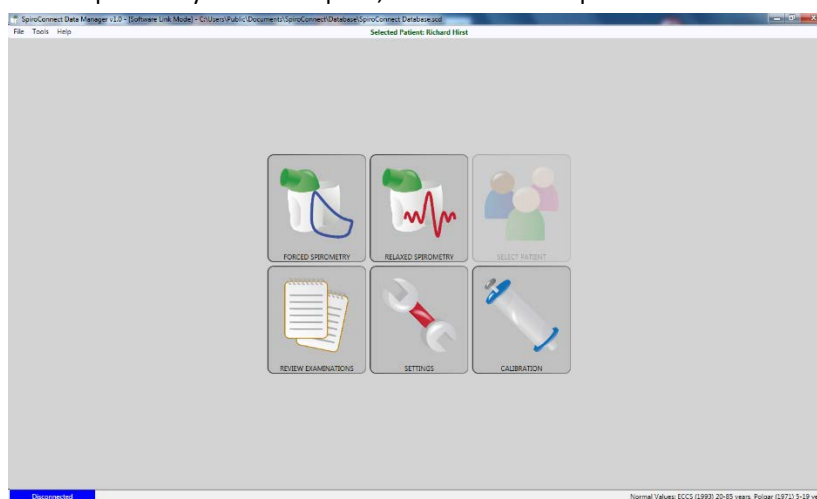 SpiroConnect Data Manager v1.0 - [Software Link Mode] - C:\Users\Public\Documents\SpiroConnect\Database\SpiroConnect Database.scd
File Tools Help
Selected Patient: Richard Hirst
FORCED SPIROMETRY
RELAXED SPIROMETRY
SELECT PATIENT
REVIEW EXAMINATIONS
SETTINGS
CALIBRATION
Disconnected
Normal Values: ECCS (1993) 20-85 years, Polgar (1971) 5-19 ye